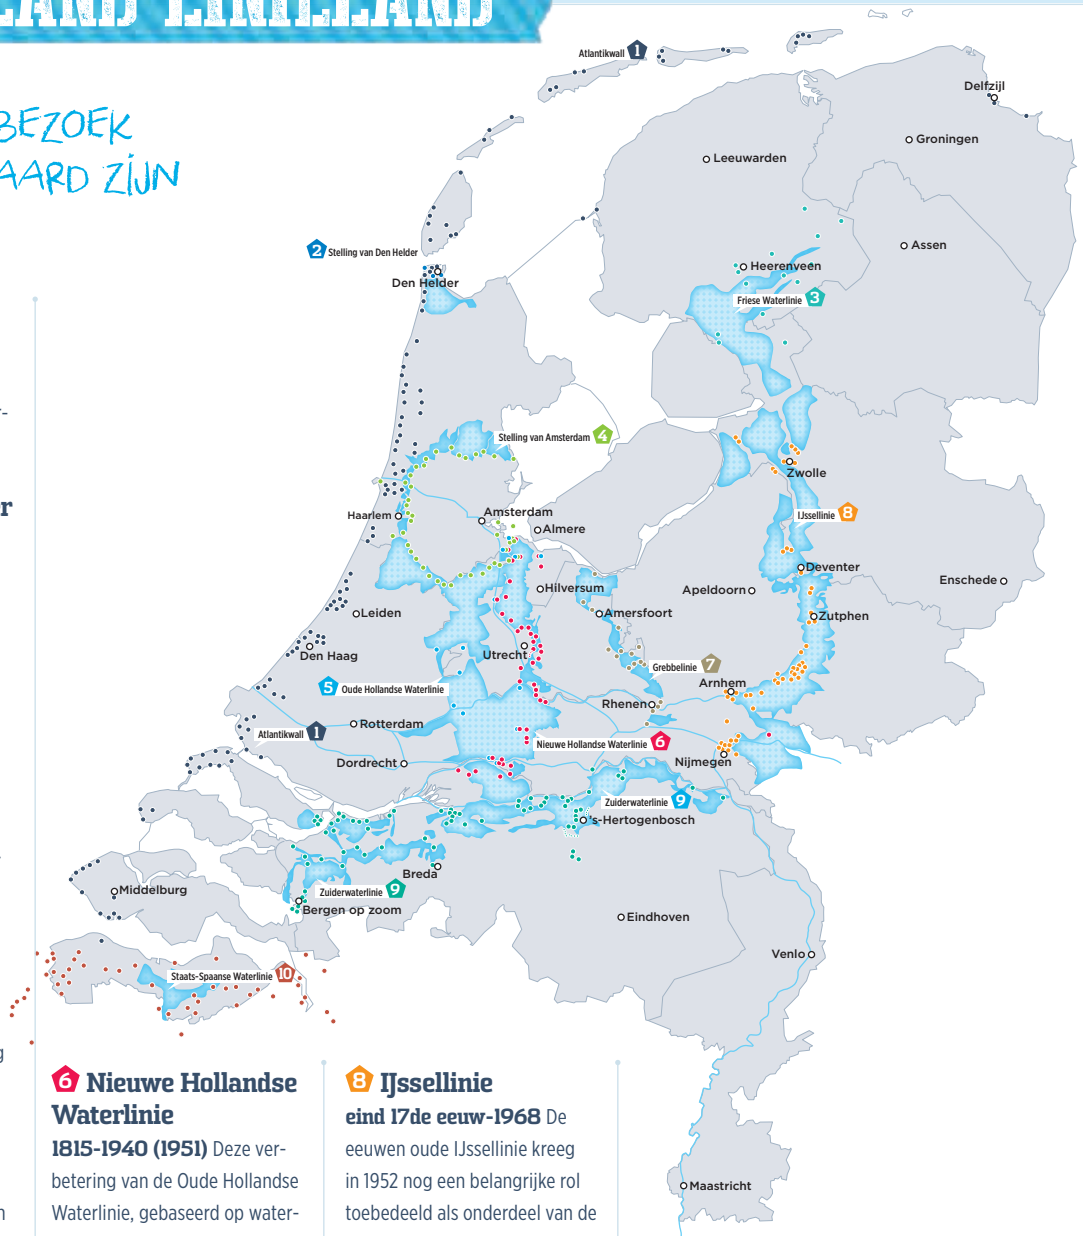 LAND LINIELAND
BEZOEK
AARD ZIJN
r-
er
g
n
Atlantikwall 1
Delfzijl
Groningen
Leeuwarden
Assen
2 Stelling van Den Helder
Den Helder
Heerenveen
Friese Waterlinie 3
Stelling van Amsterdam 4
Zwolle
Haarlem
Amsterdam
Almere
IJssellinie 8
Deventer
Enschede
Apeldoorn
Hilversum
Amersfoort
Zutphen
Leiden
Den Haag
Utrecht
Grebbelinie 7
Arnhem
5 Oude Hollandse Waterlinie
Rhenen
Rotterdam
Atlantikwall 1
Nieuwe Hollandse Waterlinie 6
Dordrecht
Nijmegen
Zuiderwaterlinie 9
's-Hertogenbosch
Breda
Middelburg
Zuiderwaterlinie 9
Bergen op zoom
Eindhoven
Venlo
Staats-Spaanse Waterlinie 10
Maastricht
6 Nieuwe Hollandse
Waterlinie
1815-1940 (1951) Deze ver-
betering van de Oude Hollandse
Waterlinie, gebaseerd op water-
8 IJssellinie
eind 17de eeuw-1968 De
eeuwen oude IJssellinie kreeg
in 1952 nog een belangrijke rol
toebedeeld als onderdeel van de